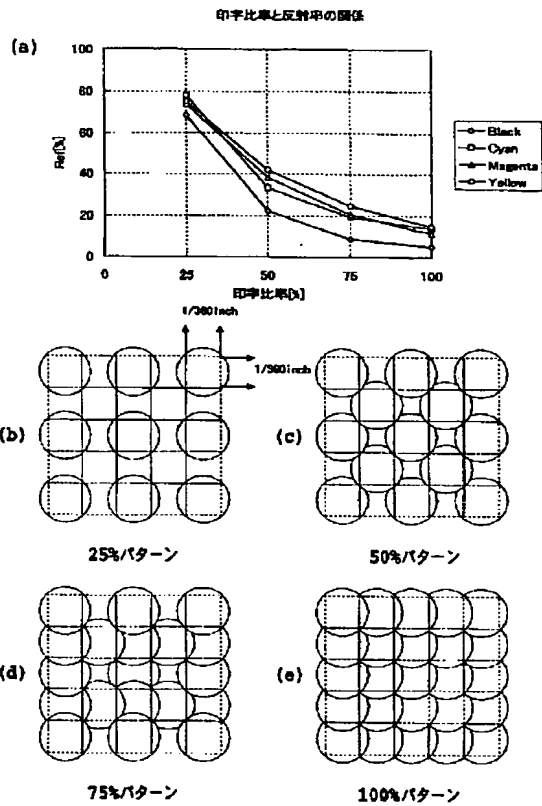 印字比率と反射率の関係
(a)
Ref[%]
100
80
60
40
20
0
0
25
50
75
100
印字比率[%]
Black
Cyan
Magenta
Yellow
1/360inch
1/360inch
(b)
25%パターン
(c)
50%パターン
(d)
75%パターン
(e)
100%パターン